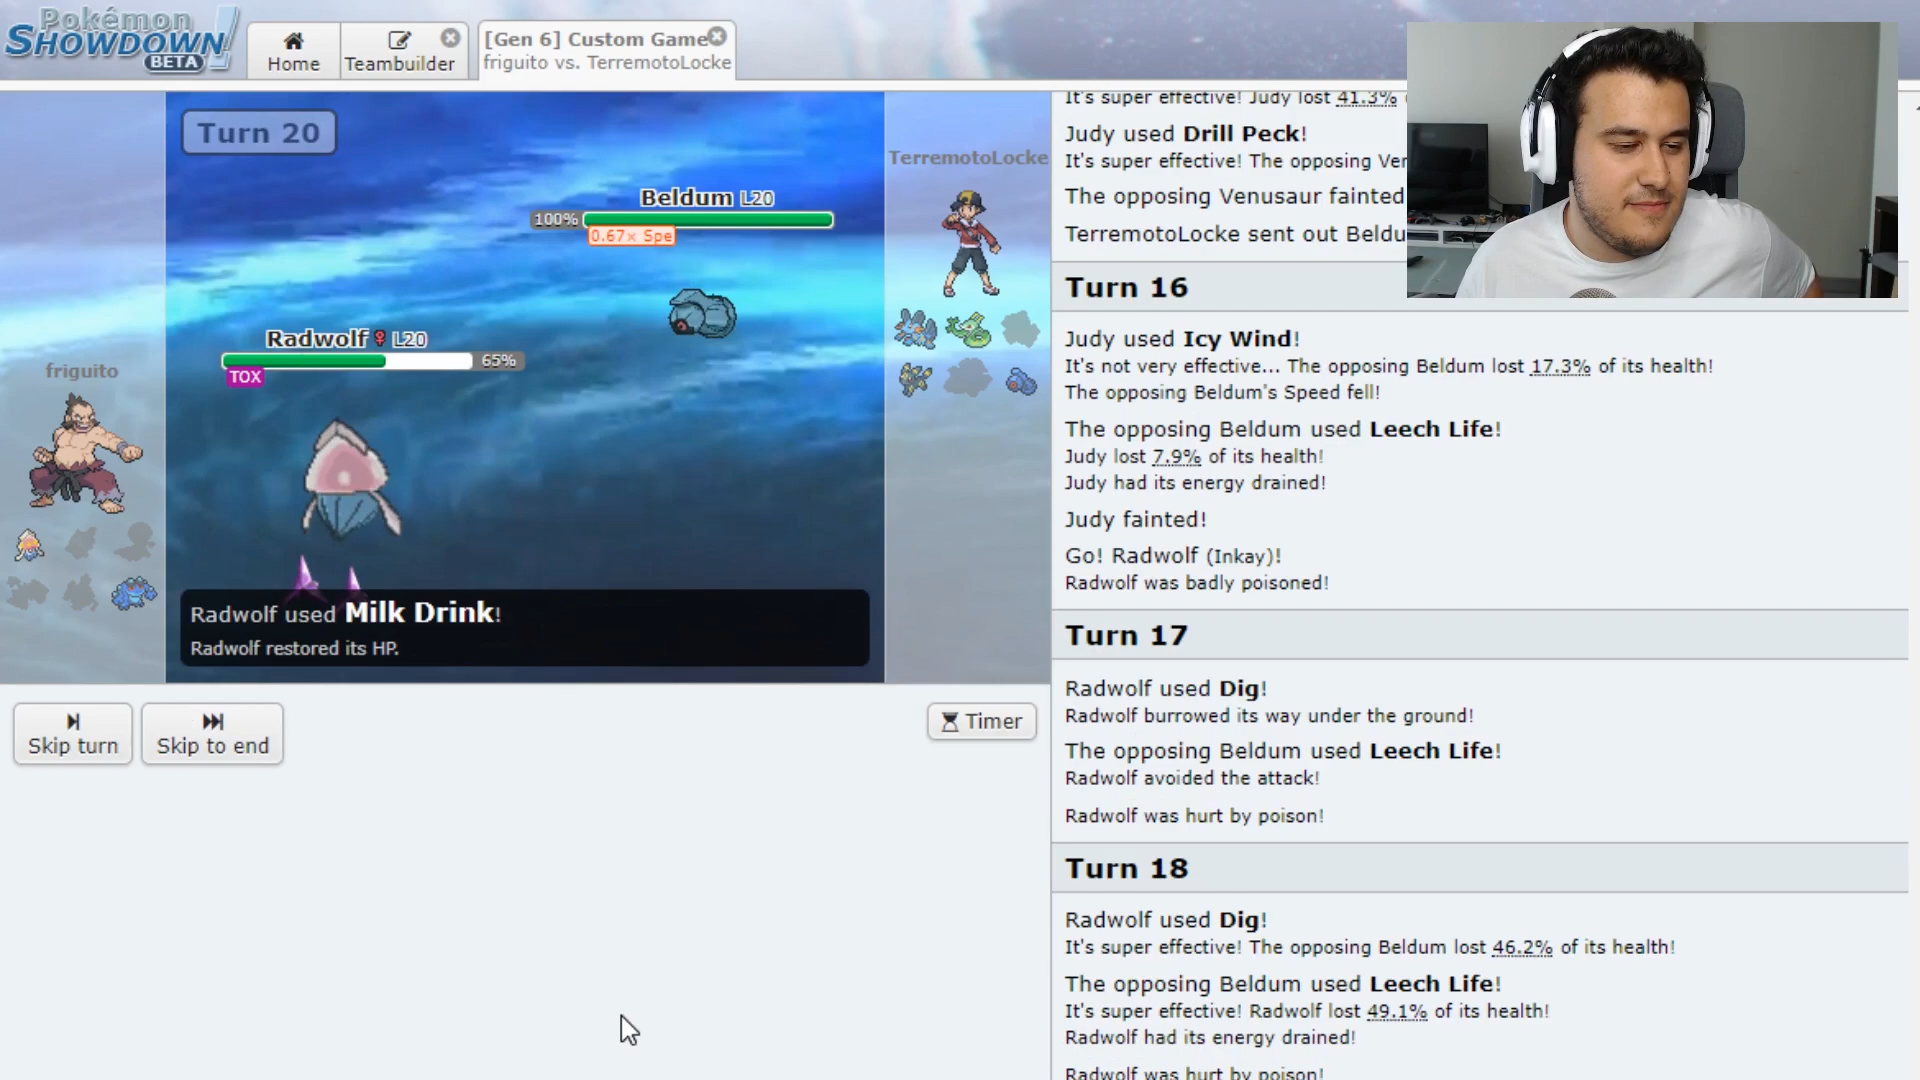 Pokémon
SHOWDOWN!
BETA
Home
Teambuilder
[Gen 6] Custom Game
friguito vs. TerremotoLocke
Turn 20
Beldum L20
100%
0.67× Spe
Radwolf ♀ L20
65%
TOX
friguito
TerremotoLocke
Radwolf used Milk Drink!
Radwolf restored its HP.
Skip turn
Skip to end
Timer
It's super effective! Judy lost 41.3%
Judy used Drill Peck!
It's super effective! The opposing Ve
The opposing Venusaur fainted
TerremotoLocke sent out Beldu
Turn 16
Judy used Icy Wind!
It's not very effective... The opposing Beldum lost 17.3% of its health!
The opposing Beldum's Speed fell!
The opposing Beldum used Leech Life!
Judy lost 7.9% of its health!
Judy had its energy drained!
Judy fainted!
Go! Radwolf (Inkay)!
Radwolf was badly poisoned!
Turn 17
Radwolf used Dig!
Radwolf burrowed its way under the ground!
The opposing Beldum used Leech Life!
Radwolf avoided the attack!
Radwolf was hurt by poison!
Turn 18
Radwolf used Dig!
It's super effective! The opposing Beldum lost 46.2% of its health!
The opposing Beldum used Leech Life!
It's super effective! Radwolf lost 49.1% of its health!
Radwolf had its energy drained!
Radwolf was hurt by poison!